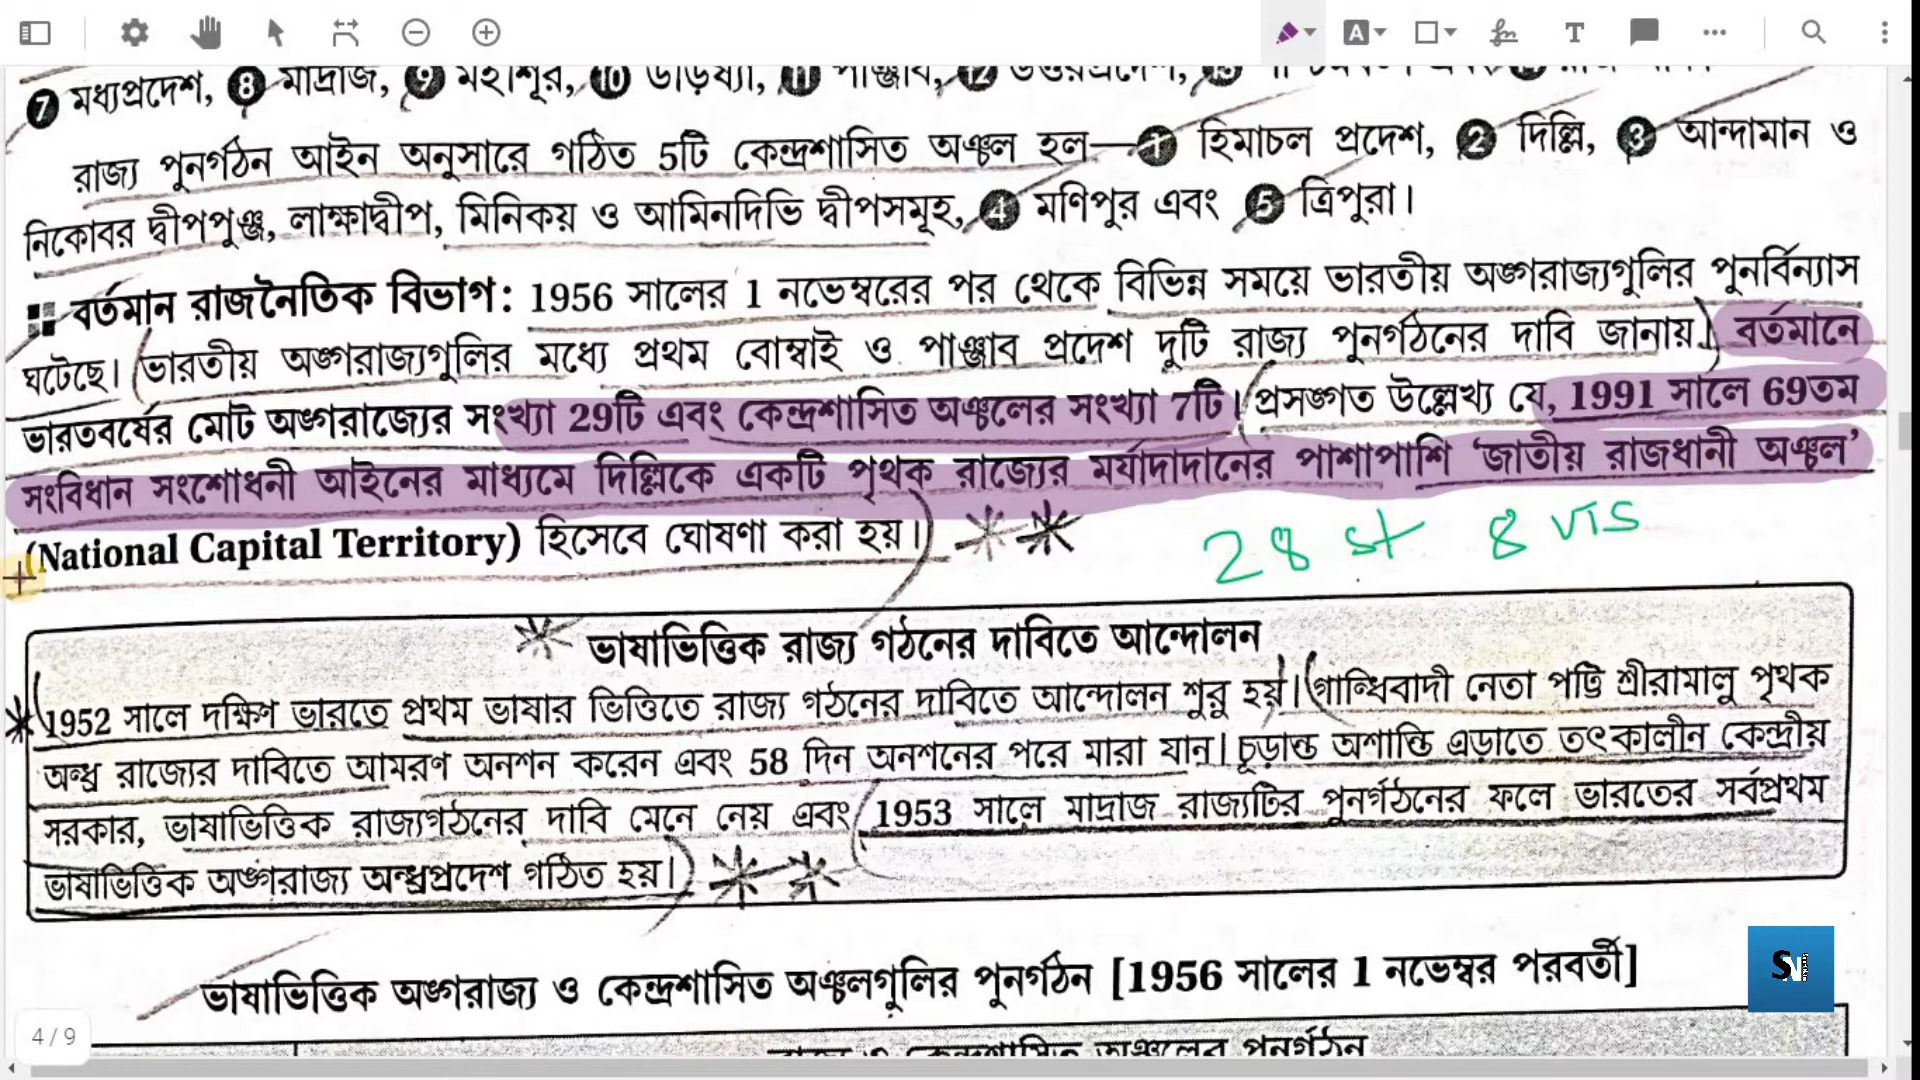 7 মধ্যপ্রদেশ, 8 মাদ্রাজ, 9 মহীশূর, 10 উড়িষ্যা, 11 পাঞ্জাব, 12 উত্তরপ্রদেশ,
রাজ্য পুনর্গঠন আইন অনুসারে গঠিত 5টি কেন্দ্রশাসিত অঞ্চল হল—1 হিমাচল প্রদেশ, 2 দিল্লি, 3 আন্দামান ও
নিকোবর দ্বীপপুঞ্জ, লাক্ষাদ্বীপ, মিনিকয় ও আমিনদিভি দ্বীপসমূহ, 4 মণিপুর এবং 5 ত্রিপুরা।
বর্তমান রাজনৈতিক বিভাগ: 1956 সালের 1 নভেম্বরের পর থেকে বিভিন্ন সময়ে ভারতীয় অঙ্গরাজ্যগুলির পুনর্বিন্যাস
ঘটেছে। ভারতীয় অঙ্গরাজ্যগুলির মধ্যে প্রথম বোম্বাই ও পাঞ্জাব প্রদেশ দুটি রাজ্য পুনর্গঠনের দাবি জানায়। বর্তমানে
ভারতবর্ষের মোট অঙ্গরাজ্যের সংখ্যা 29টি এবং কেন্দ্রশাসিত অঞ্চলের সংখ্যা 7টি। প্রসঙ্গত উল্লেখ্য যে, 1991 সালে 69তম
সংবিধান সংশোধনী আইনের মাধ্যমে দিল্লিকে একটি পৃথক রাজ্যের মর্যাদাদানের পাশাপাশি ‘জাতীয় রাজধানী অঞ্চল’
(National Capital Territory) হিসেবে ঘোষণা করা হয়।
28 st 8 VTS
ভাষাভিত্তিক রাজ্য গঠনের দাবিতে আন্দোলন
1952 সালে দক্ষিণ ভারতে প্রথম ভাষার ভিত্তিতে রাজ্য গঠনের দাবিতে আন্দোলন শুরু হয়। গান্ধিবাদী নেতা পট্টি শ্রীরামালু পৃথক
অন্ধ্র রাজ্যের দাবিতে আমরণ অনশন করেন এবং 58 দিন অনশনের পরে মারা যান। চূড়ান্ত অশান্তি এড়াতে তৎকালীন কেন্দ্রীয়
সরকার, ভাষাভিত্তিক রাজ্যগঠনের দাবি মেনে নেয় এবং 1953 সালে মাদ্রাজ রাজ্যটির পুনর্গঠনের ফলে ভারতের সর্বপ্রথম
ভাষাভিত্তিক অঙ্গরাজ্য অন্ধ্রপ্রদেশ গঠিত হয়।
ভাষাভিত্তিক অঙ্গরাজ্য ও কেন্দ্রশাসিত অঞ্চলগুলির পুনর্গঠন [1956 সালের 1 নভেম্বর পরবর্তী]
4 / 9
রাজ্য ও কেন্দ্রশাসিত অঞ্চলের পুনর্গঠন